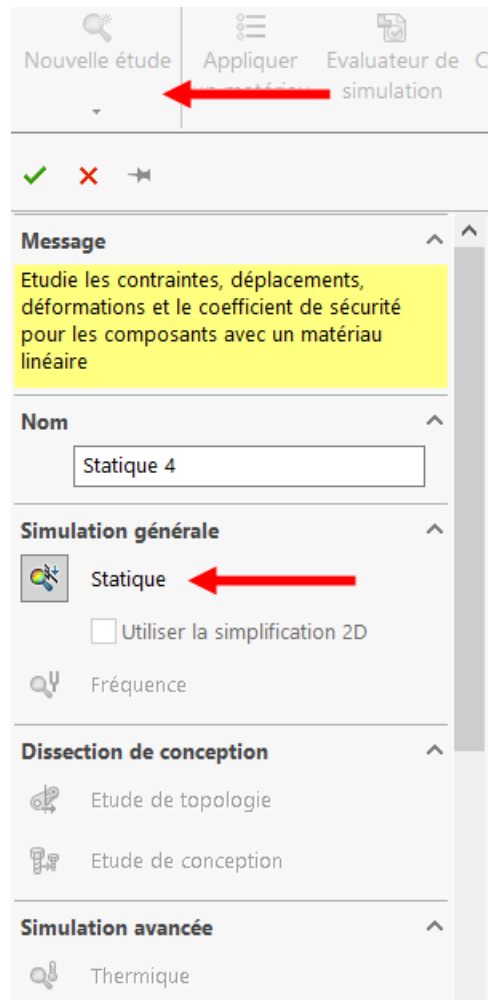 Nouvelle étude
Appliquer
Evaluateur de
C
simulation
Message
Etudie les contraintes, déplacements,
déformations et le coefficient de sécurité
pour les composants avec un matériau
linéaire
Nom
Statique 4
Simulation générale
Statique
Utiliser la simplification 2D
Fréquence
Dissection de conception
Etude de topologie
Etude de conception
Simulation avancée
Thermique